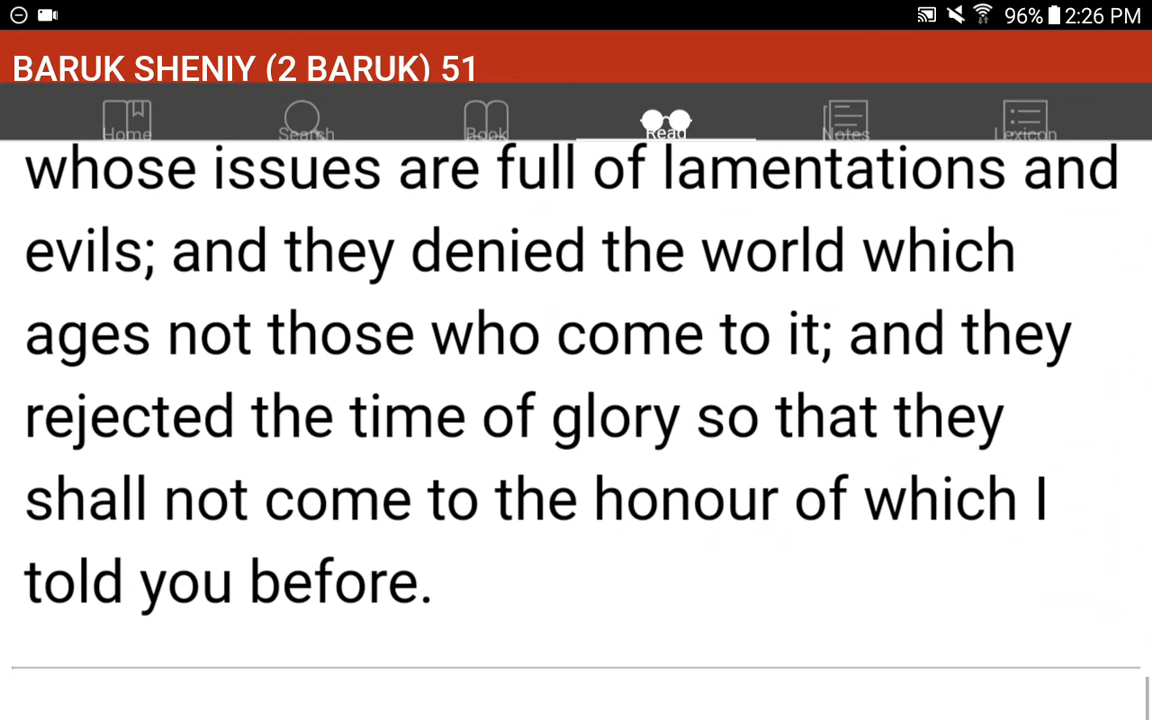 96% 2:26 PM
BARUK SHENIY (2 BARUK) 51
Home Search Book Read Notes Lexicon
whose issues are full of lamentations and
evils; and they denied the world which
ages not those who come to it; and they
rejected the time of glory so that they
shall not come to the honour of which I
told you before.